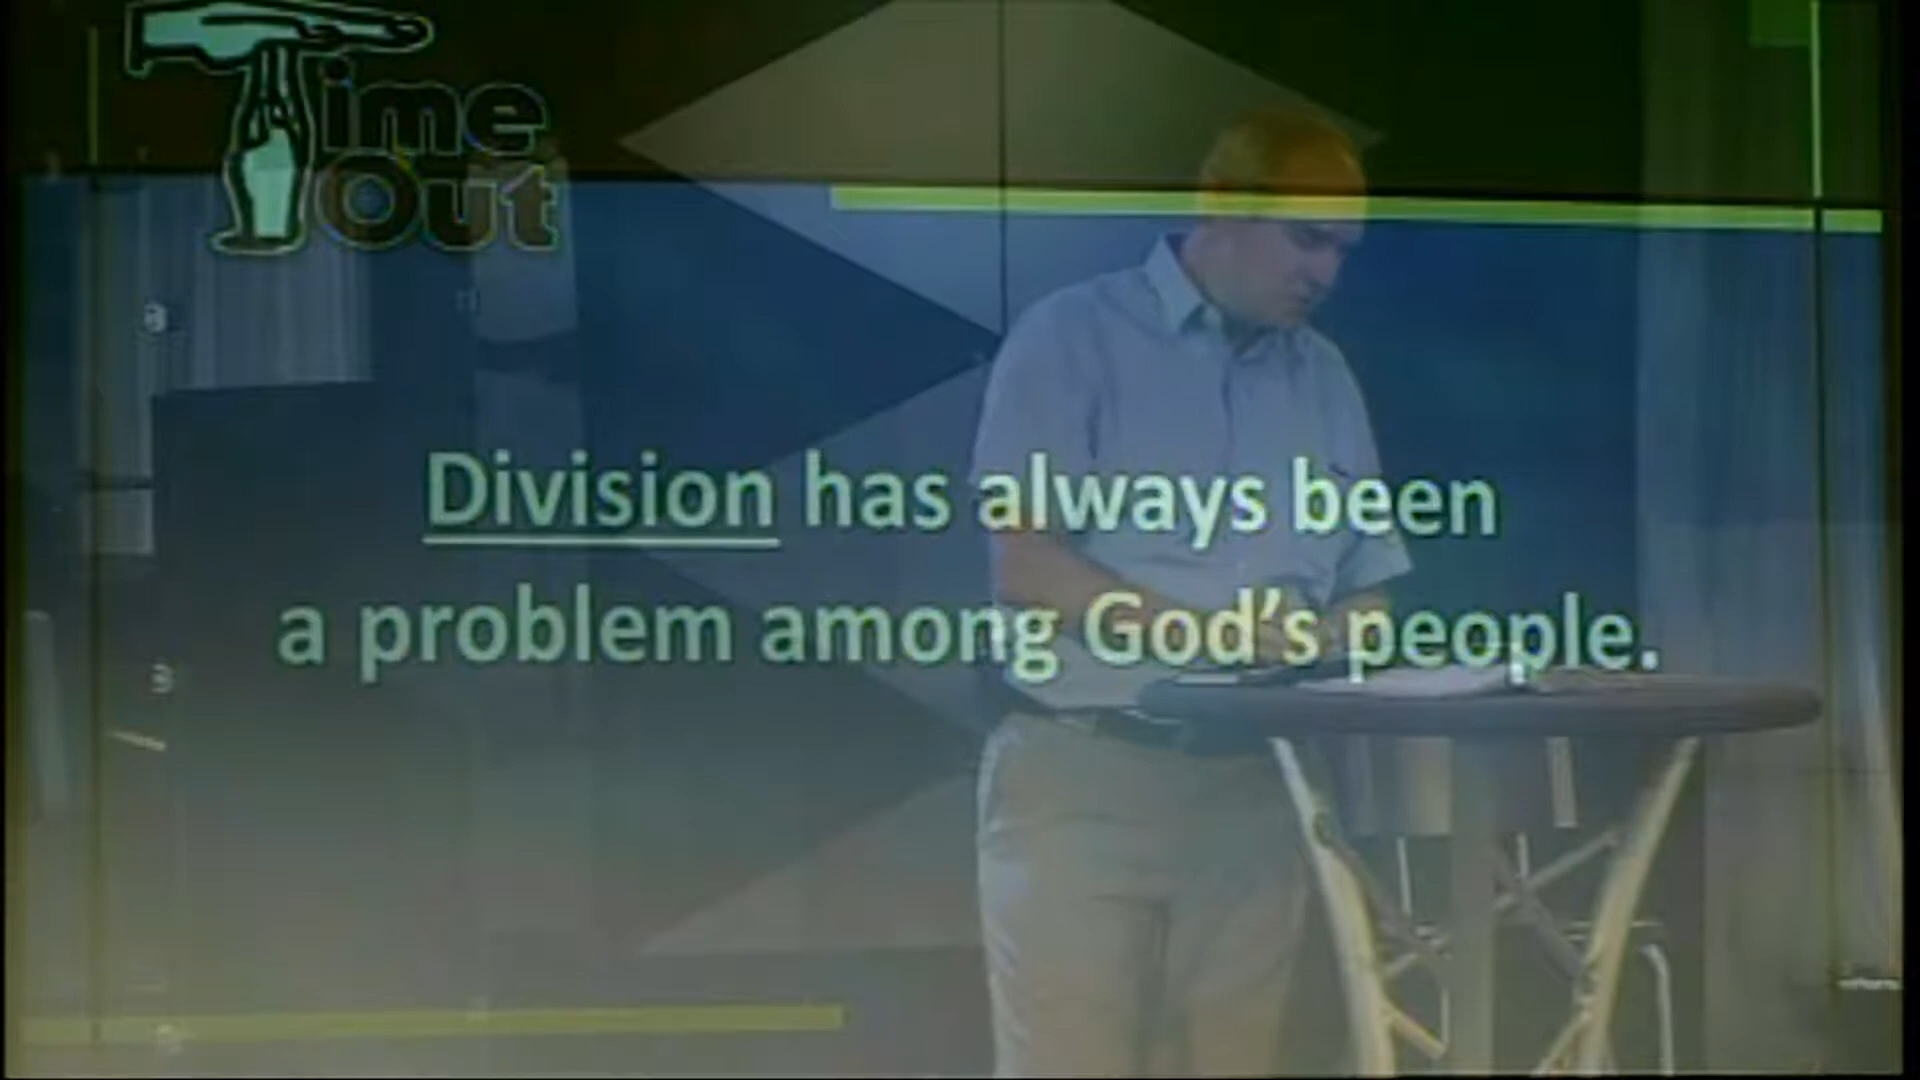 Time
Out
Division has always been
a problem among God's people.